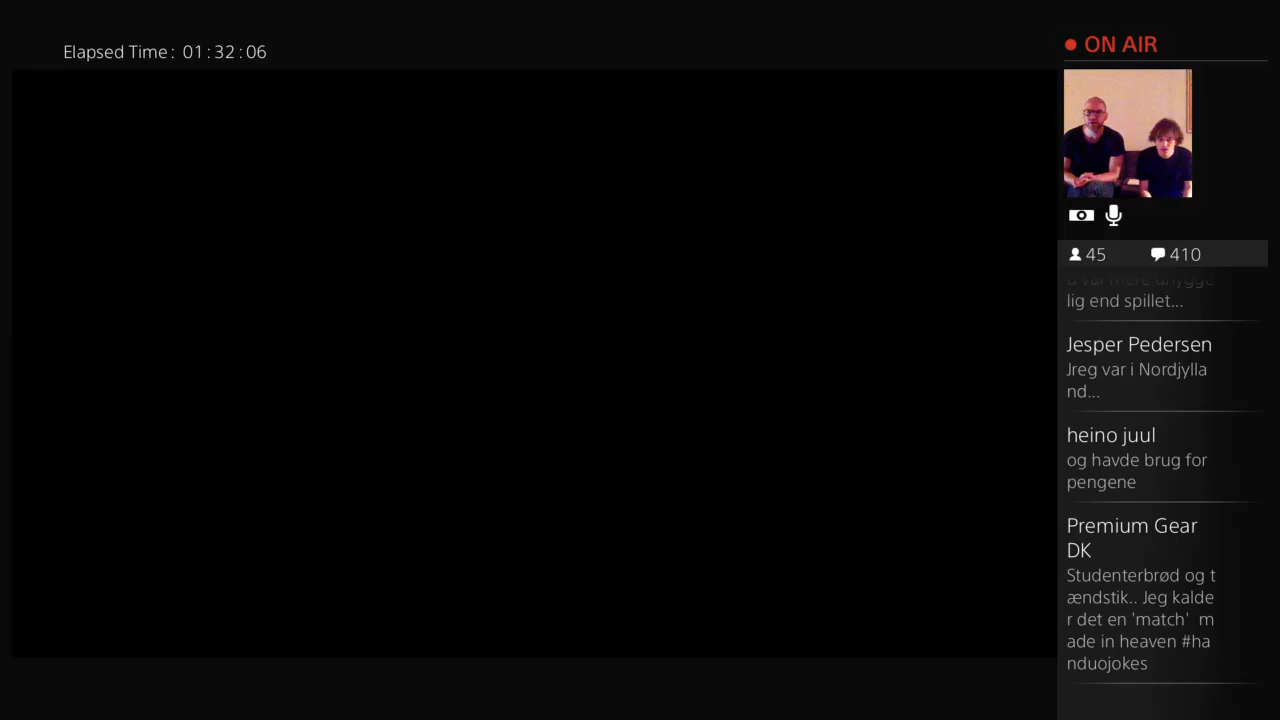 Elapsed Time: 01:32:06
ON AIR
45
410
lig end spillet...
Jesper Pedersen
Jreg var i Nordjylla
nd...
heino juul
og havde brug for
pengene
Premium Gear
DK
Studenterbrød og t
ændstik.. Jeg kalde
r det en 'match' m
ade in heaven #ha
nduojokes